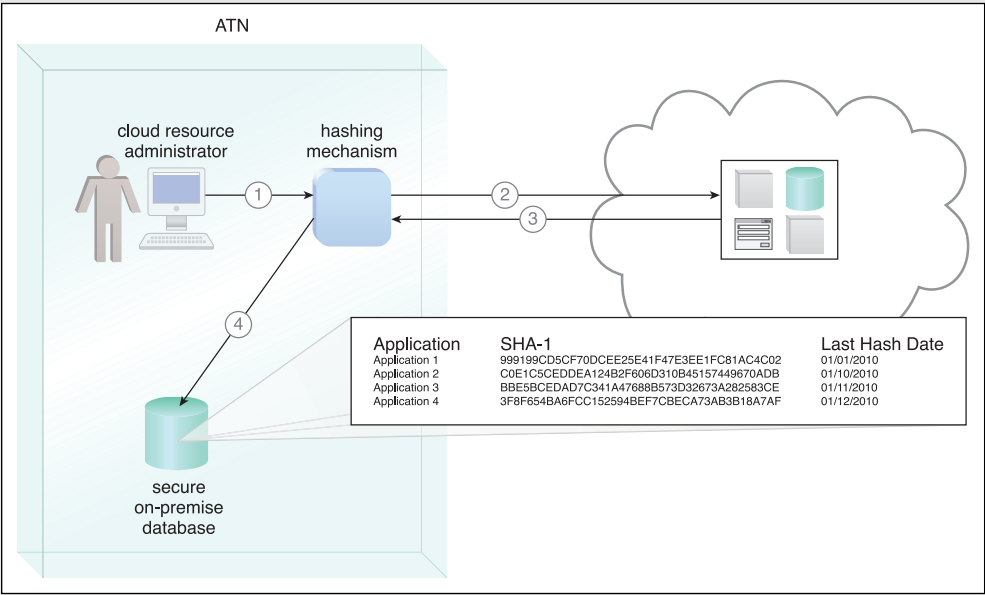 ATN
cloud resource
administrator
hashing
mechanism
1
2
3
4
Application SHA-1 Last Hash Date
Application 1 999199CD5CF70DCEE25E41F47E3EE1FC81AC4C02 01/01/2010
Application 2 C0E1C5CEDDEA124B2F606D310B45157449670ADB 01/10/2010
Application 3 BBE5BCEDAD7C341A47688B573D32673A282583CE 01/11/2010
Application 4 3F8F654BA6FCC152594BEF7CBECA73AB3B18A7AF 01/12/2010
secure
on-premise
database